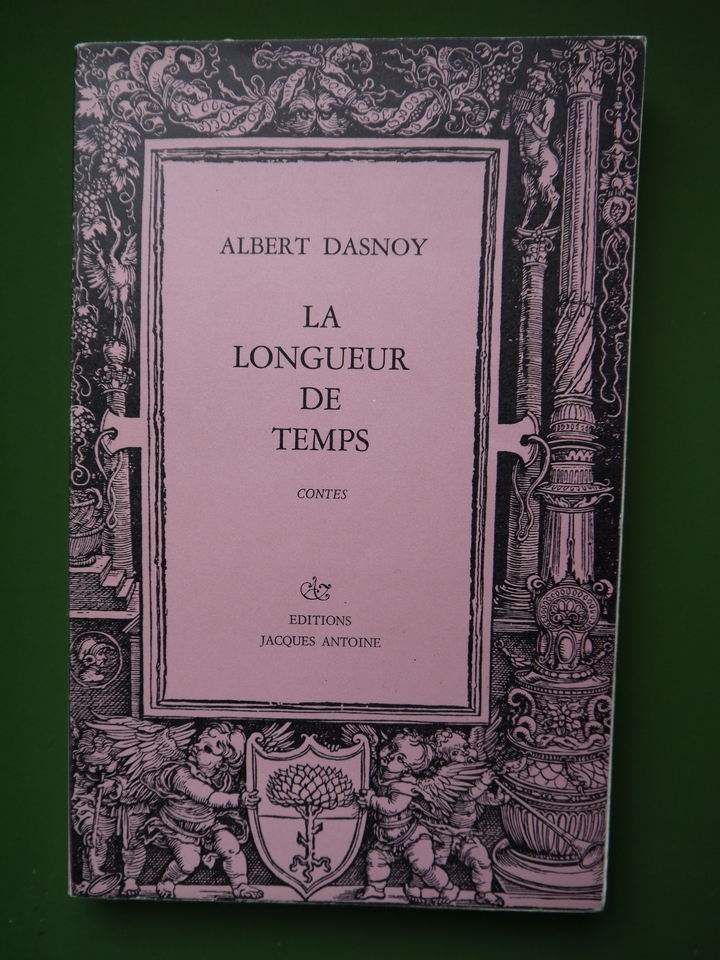 ALBERT DASNOY
LA
LONGUEUR
DE
TEMPS
CONTES
EDITIONS
JACQUES ANTOINE